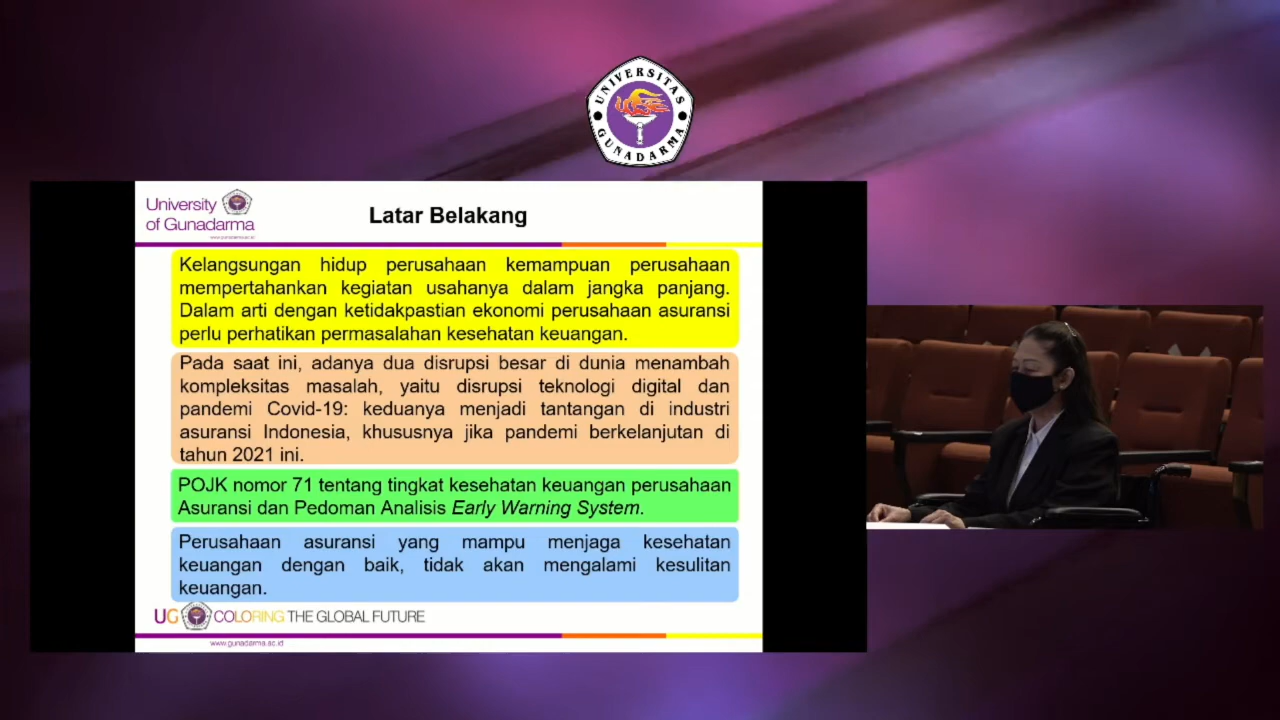 UNIVERSITAS
GUNADARMA
University
of Gunadarma
www.gunadarma.ac.id
Latar Belakang
Kelangsungan hidup perusahaan kemampuan perusahaan
mempertahankan kegiatan usahanya dalam jangka panjang.
Dalam arti dengan ketidakpastian ekonomi perusahaan asuransi
perlu perhatikan permasalahan kesehatan keuangan.
Pada saat ini, adanya dua disrupsi besar di dunia menambah
kompleksitas masalah, yaitu disrupsi teknologi digital dan
pandemi Covid-19: keduanya menjadi tantangan di industri
asuransi Indonesia, khususnya jika pandemi berkelanjutan di
tahun 2021 ini.
POJK nomor 71 tentang tingkat kesehatan keuangan perusahaan
Asuransi dan Pedoman Analisis Early Warning System.
Perusahaan asuransi yang mampu menjaga kesehatan
keuangan dengan baik, tidak akan mengalami kesulitan
keuangan.
UG COLORING THE GLOBAL FUTURE
www.gunadarma.ac.id